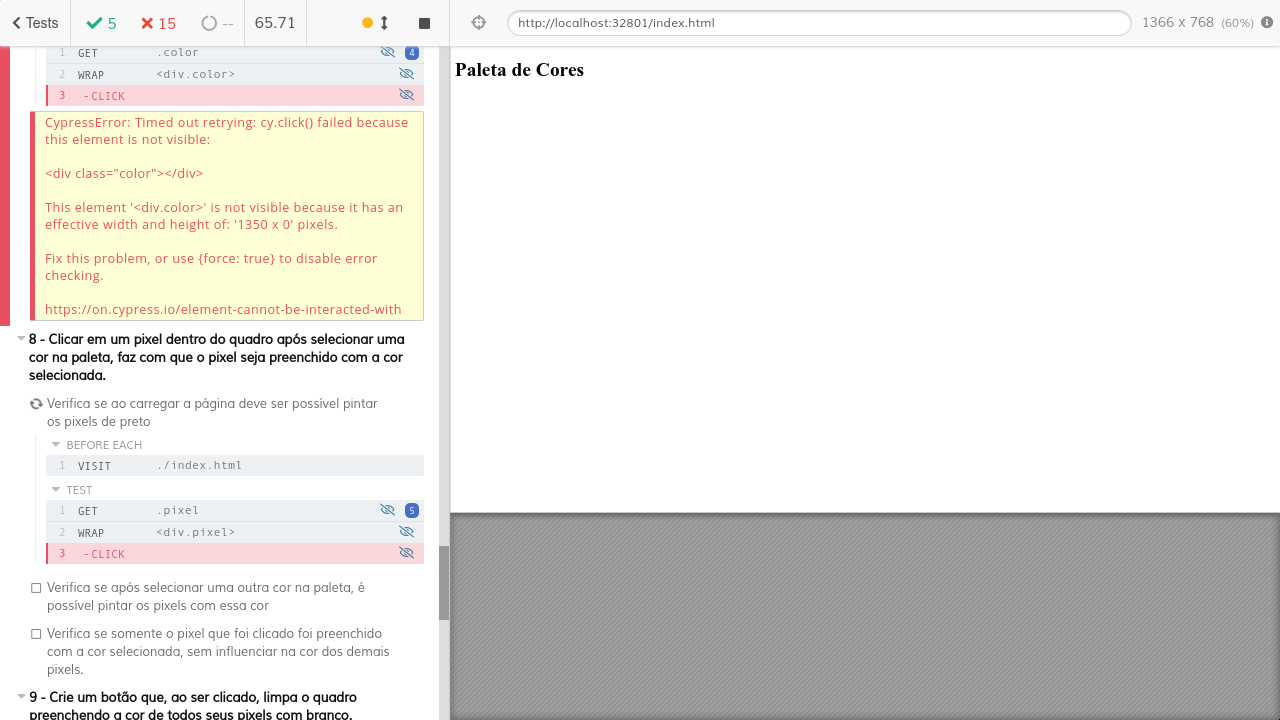 Tests
5
15
--
65.71
http://localhost:32801/index.html
1366 x 768 (60%)
1 GET .color 4
2 WRAP <div.color>
3 -CLICK
CypressError: Timed out retrying: cy.click() failed because
this element is not visible:
<div class="color"></div>
This element '<div.color>' is not visible because it has an
effective width and height of: '1350 x 0' pixels.
Fix this problem, or use {force: true} to disable error
checking.
https://on.cypress.io/element-cannot-be-interacted-with
8 - Clicar em um pixel dentro do quadro após selecionar uma
cor na paleta, faz com que o pixel seja preenchido com a cor
selecionada.
Verifica se ao carregar a página deve ser possível pintar
os pixels de preto
BEFORE EACH
1 VISIT ./index.html
TEST
1 GET .pixel 5
2 WRAP <div.pixel>
3 -CLICK
Verifica se após selecionar uma outra cor na paleta, é
possível pintar os pixels com essa cor
Verifica se somente o pixel que foi clicado foi preenchido
com a cor selecionada, sem influenciar na cor dos demais
pixels.
9 - Crie um botão que, ao ser clicado, limpa o quadro
preenchendo a cor de todos seus pixels com branco.
Paleta de Cores